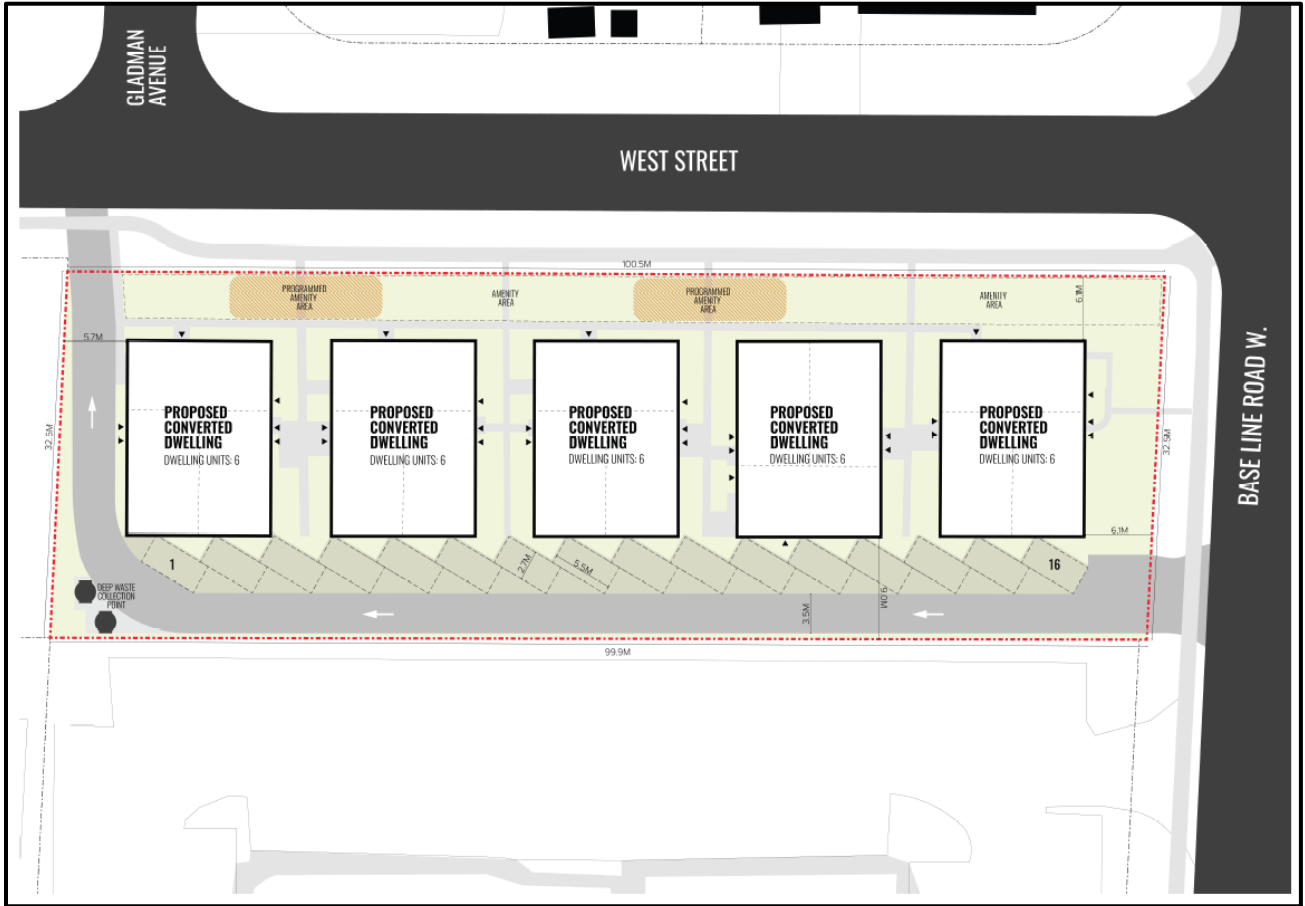 GLADMAN
AVENUE
WEST STREET
BASE LINE ROAD W.
100.5M
PROGRAMMED
AMENITY
AREA
AMENITY
AREA
PROGRAMMED
AMENITY
AREA
AMENITY
AREA
6.1M
5.7M
32.5M
PROPOSED
CONVERTED
DWELLING
DWELLING UNITS: 6
PROPOSED
CONVERTED
DWELLING
DWELLING UNITS: 6
PROPOSED
CONVERTED
DWELLING
DWELLING UNITS: 6
PROPOSED
CONVERTED
DWELLING
DWELLING UNITS: 6
PROPOSED
CONVERTED
DWELLING
DWELLING UNITS: 6
32.5M
6.1M
1
2.7M
5.5M
16
DEEP WASTE
COLLECTION
POINT
3.5M
9.0M
99.9M